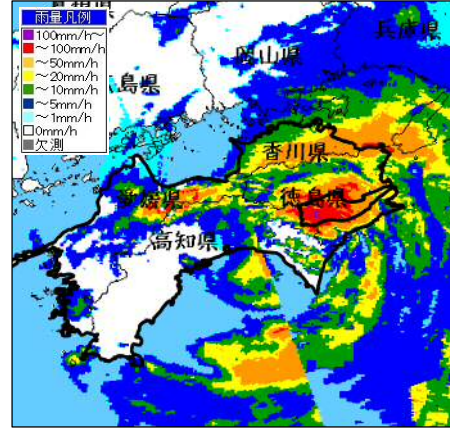 雨量凡例
100mm/h～
～100mm/h
～50mm/h
～20mm/h
～10mm/h
～5mm/h
～1mm/h
0mm/h
欠測
兵庫県
岡山県
島県
香川県
愛媛県
徳島県
高知県